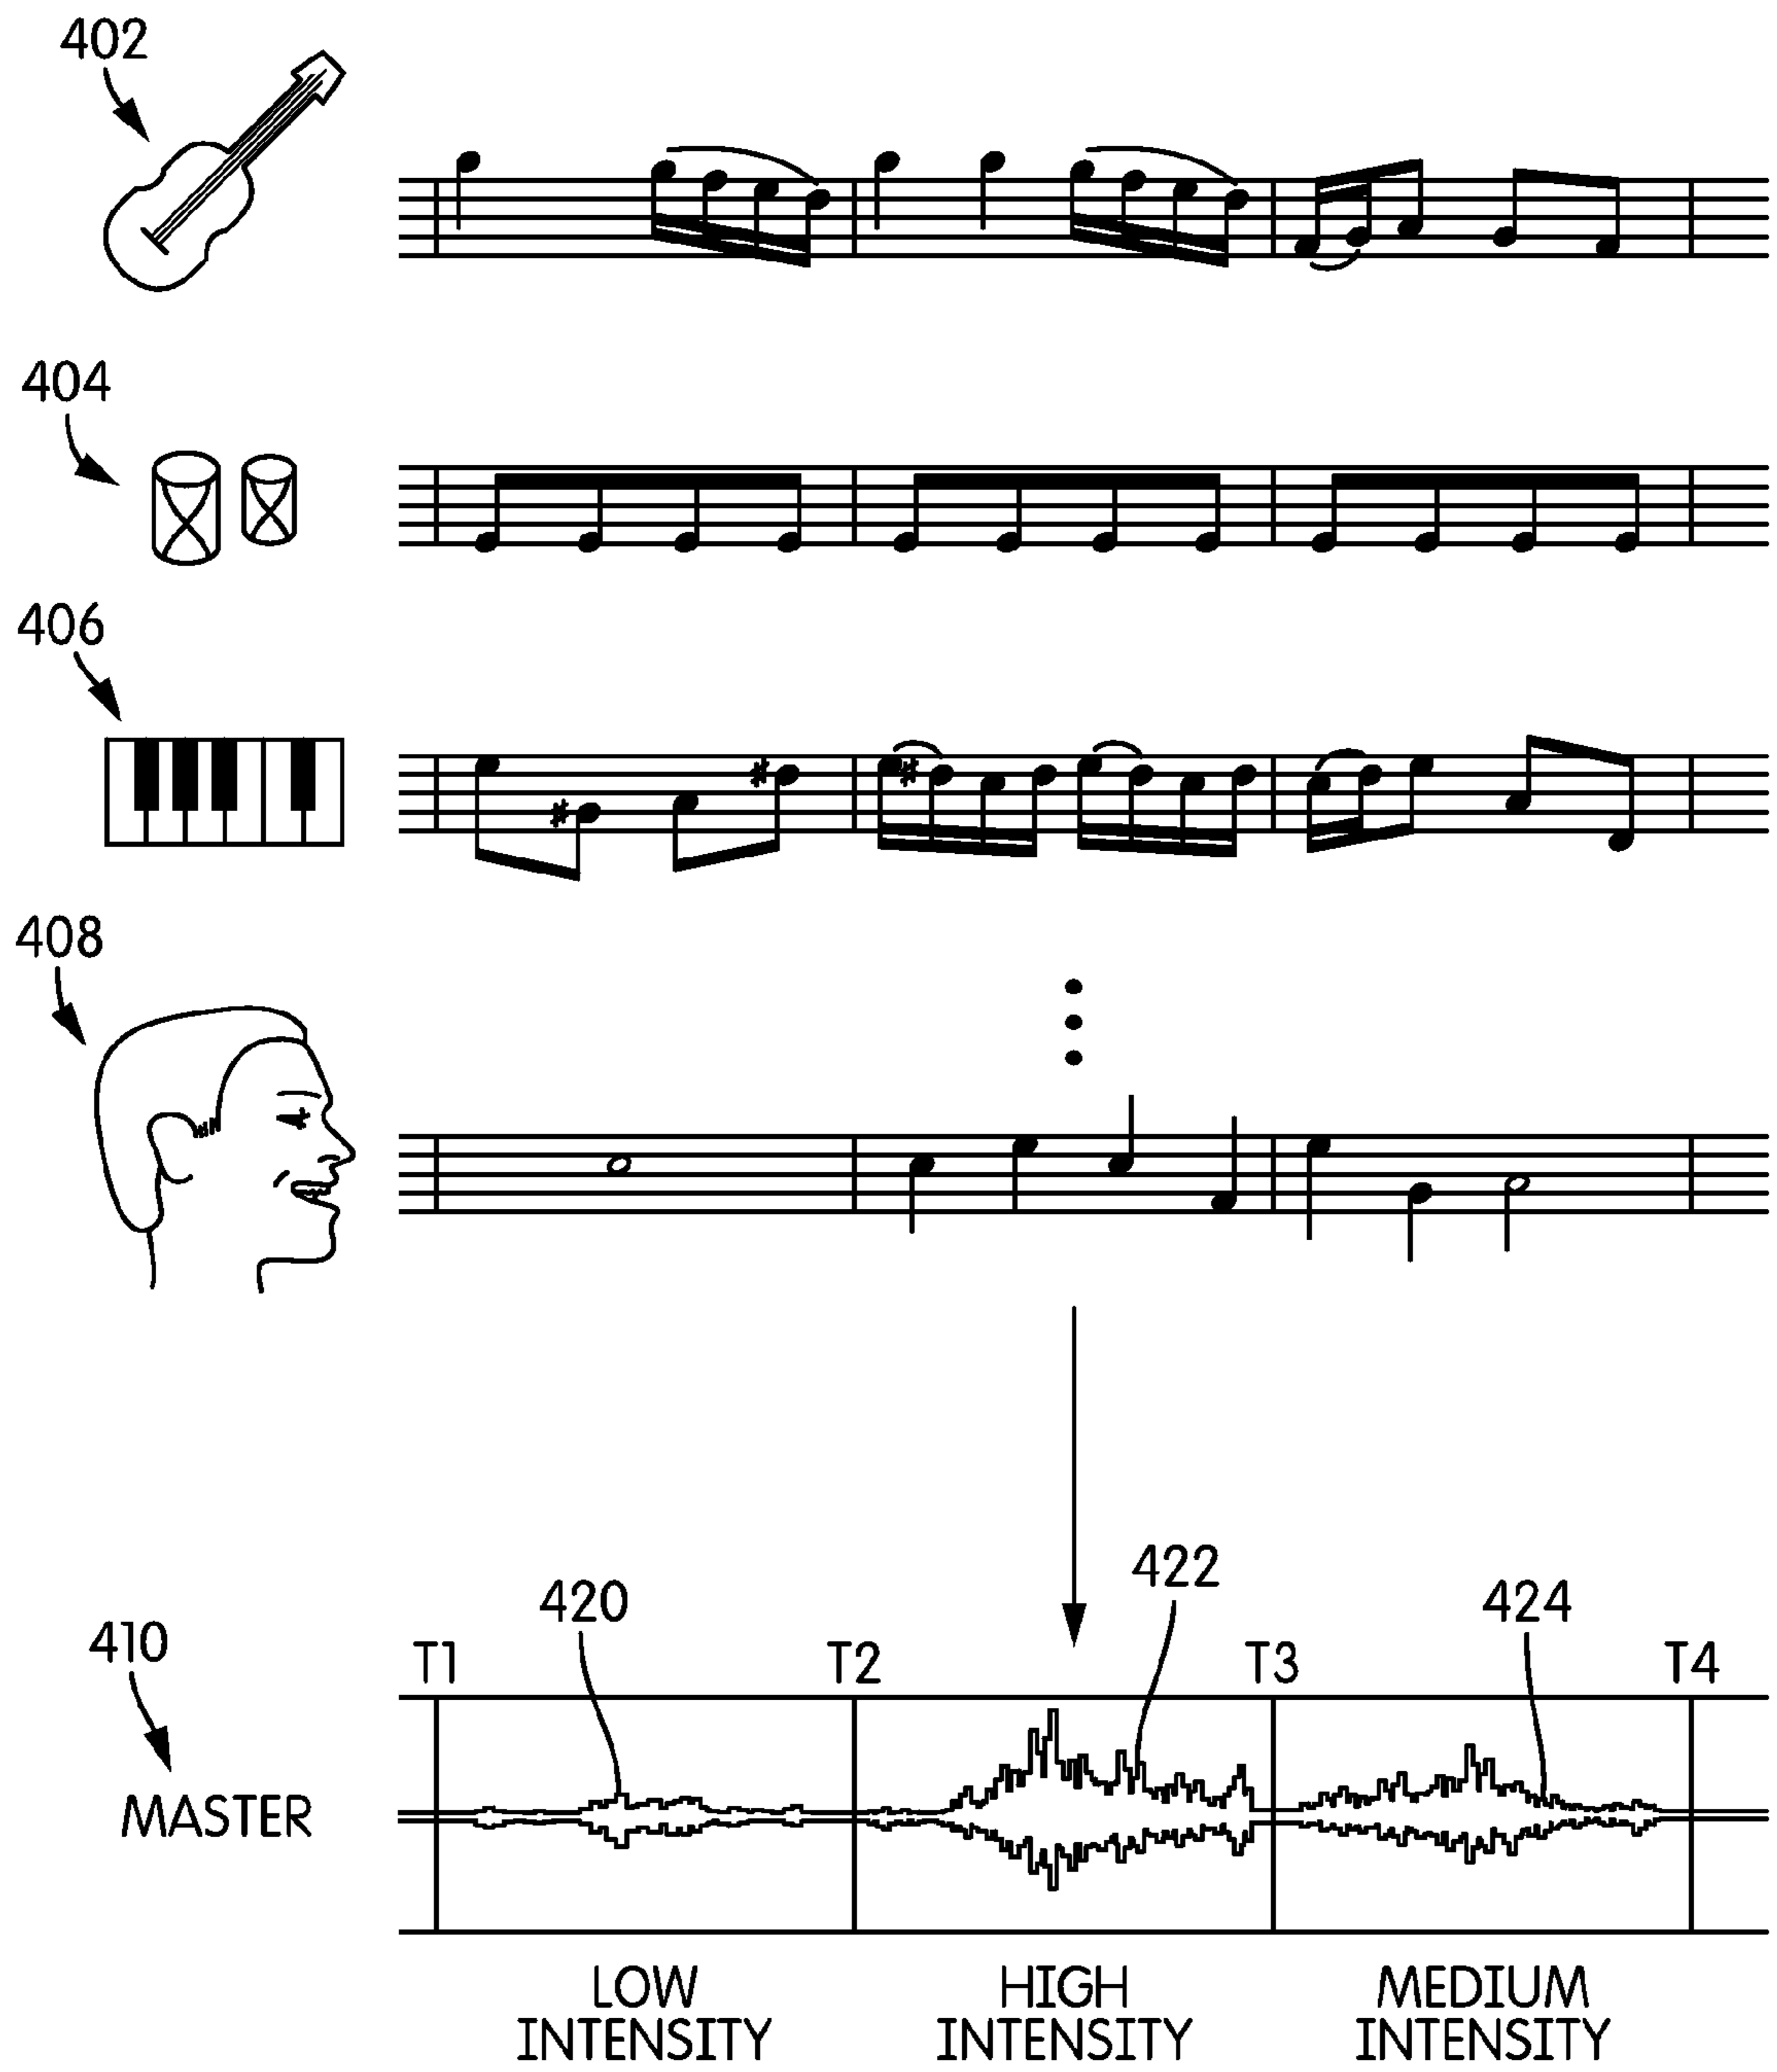 402
404
406
408
422
420
424
410
T1 T2 T3 T4
MASTER
LOW INTENSITY
HIGH INTENSITY
MEDIUM INTENSITY